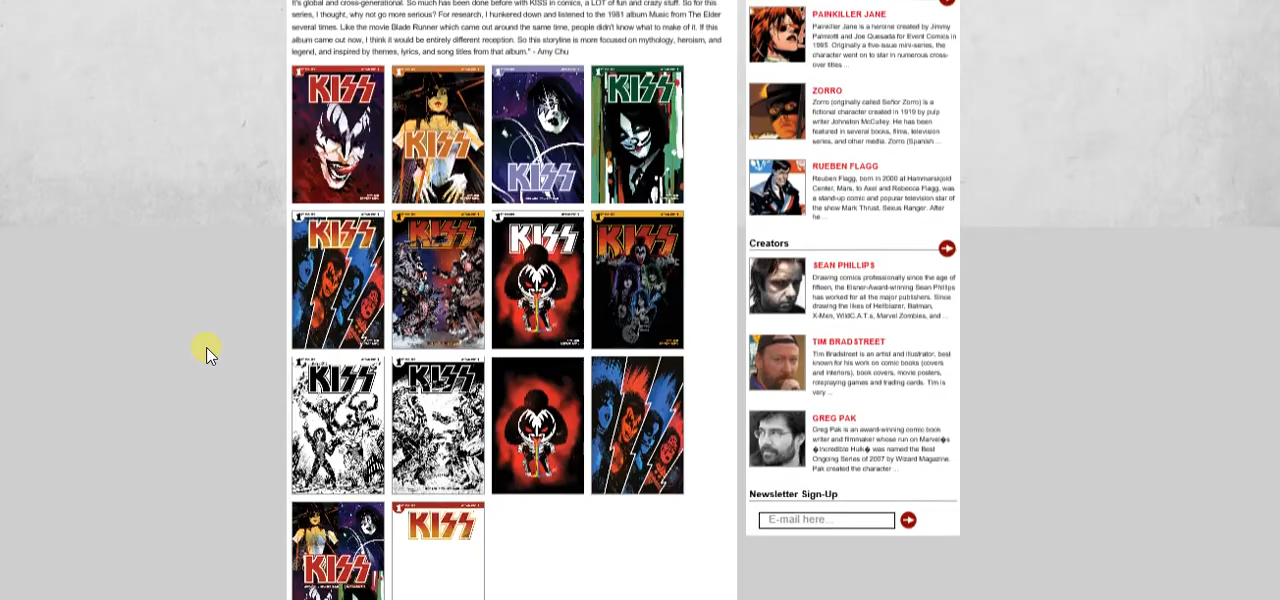 it's global and cross-generational. So much has been done before with KISS in comics, a LOT of fun and crazy stuff. So for this
series, I thought, why not go more serious? For research, I hunkered down and listened to the 1981 album Music from The Elder
several times. Like the movie Blade Runner which came out around the same time, people didn't know what to make of it. If this
album came out now, I think it would be entirely different reception. So this storyline is more focused on mythology, heroism, and
legend, and inspired by themes, lyrics, and song titles from that album." - Amy Chu
KISS
KISS
KISS
KISS
KISS
KISS
KISS
KISS
KISS
KISS
KISS
KISS
PAINKILLER JANE
Painkiller Jane is a heroine created by Jimmy
Palmiotti and Joe Quesada for Event Comics in
1995. Originally a five-issue mini-series, the
character went on to star in numerous cross-
over titles ...
ZORRO
Zorro (originally called Señor Zorro) is a
fictional character created in 1919 by pulp
writer Johnston McCulley. He has been
featured in several books, films, television
series, and other media. Zorro (Spanish ...
RUEBEN FLAGG
Reuben Flagg, born in 2000 at Hammarskjold
Center, Mars, to Axel and Rebecca Flagg, was
a stand-up comic and popular television star of
the show Mark Thrust, Sexus Ranger. After
he ...
Creators
SEAN PHILLIPS
Drawing comics professionally since the age of
fifteen, the Eisner-Award-winning Sean Phillips
has worked for all the major publishers. Since
drawing the likes of Hellblazer, Batman,
X-Men, WildC.A.T.s, Marvel Zombies, and ...
TIM BRADSTREET
Tim Bradstreet is an artist and illustrator, best
known for his work on comic books (covers
and interiors), book covers, movie posters,
roleplaying games and trading cards. Tim is
very ...
GREG PAK
Greg Pak is an award-winning comic book
writer and filmmaker whose run on Marvel�s
�Incredible Hulk� was named the Best
Ongoing Series of 2007 by Wizard Magazine.
Pak created the character ...
Newsletter Sign-Up
E-mail here...